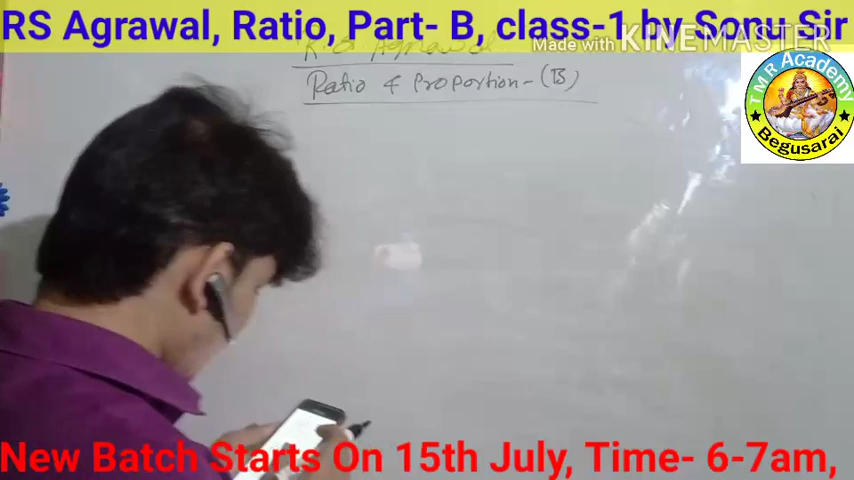 RS Agrawal, Ratio, Part- B, class-1 by Sonu Sir
Made with KINEMASTER
R.S Agrawal
Ratio & Proportion - (B)
TMR Academy
Begusarai
New Batch Starts On 15th July, Time- 6-7am,